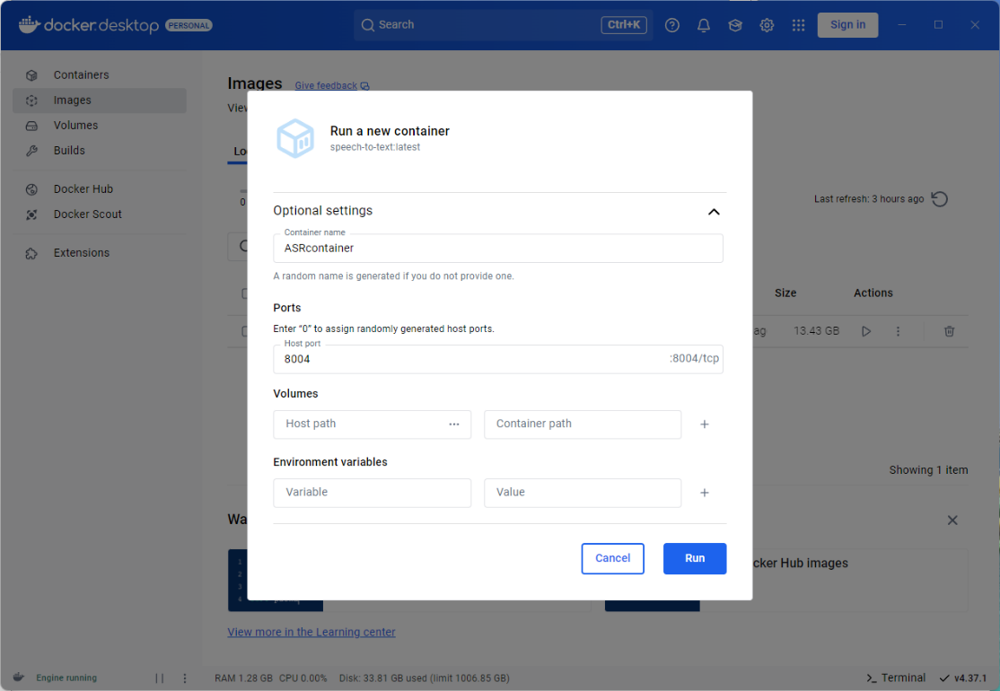 docker.desktop PERSONAL Search Ctrl+K Sign in
Containers
Images
Volumes
Builds
Docker Hub
Docker Scout
Extensions
Images Give feedback
Run a new container
speech-to-text:latest
Last refresh: 3 hours ago
0
Optional settings
Container name
ASRcontainer
A random name is generated if you do not provide one.
Ports
Enter “0” to assign randomly generated host ports.
Host port
8004 :8004/tcp
Volumes
Host path ... Container path +
Environment variables
Variable Value +
Cancel Run
Size Actions
ag 13.43 GB
Showing 1 item
Wa
cker Hub images
1
2
3
4
View more in the Learning center
Engine running RAM 1.28 GB CPU 0.00% Disk: 33.81 GB used (limit 1006.85 GB) >_ Terminal v4.37.1